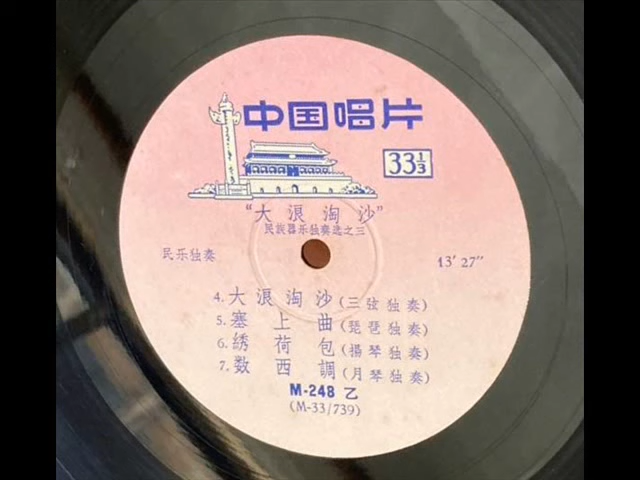 中国唱片
33⅓
“大浪淘沙”
民族器乐独奏选之三
民乐独奏
13′27″
4. 大浪淘沙(三弦独奏)
5. 塞上曲(琵琶独奏)
6. 绣荷包(揚琴独奏)
7. 数西調(月琴独奏)
M-248 乙
(M-33/739)